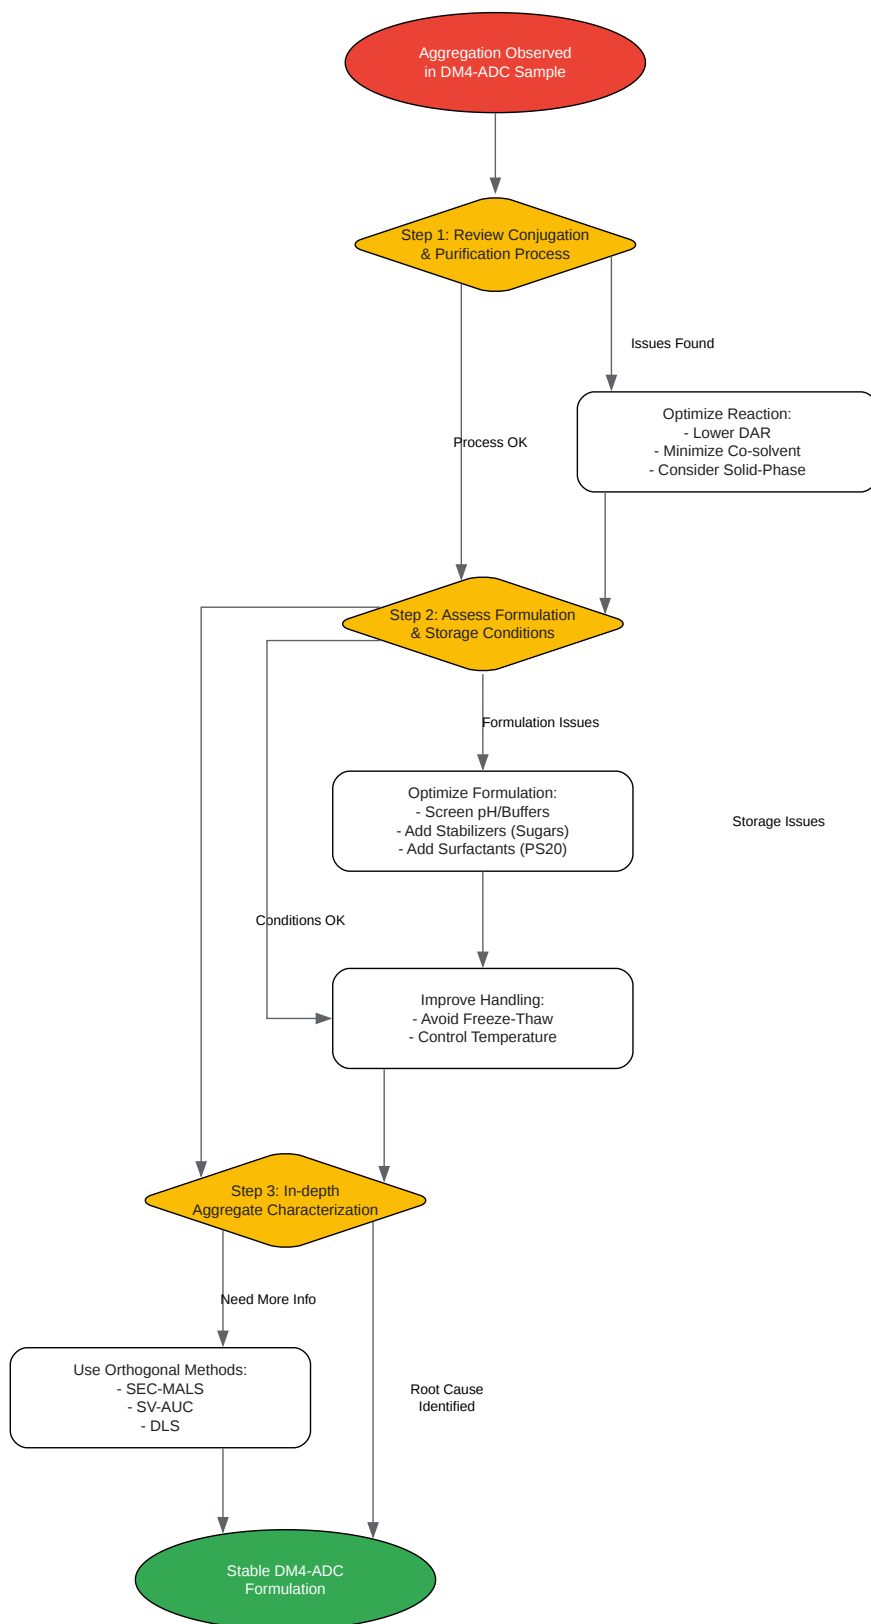 Aggregation Observed
in DM4-ADC Sample
Step 1: Review Conjugation
& Purification Process
Issues Found
Optimize Reaction:
- Lower DAR
- Minimize Co-solvent
- Consider Solid-Phase
Process OK
Step 2: Assess Formulation
& Storage Conditions
Formulation Issues
Optimize Formulation:
- Screen pH/Buffers
- Add Stabilizers (Sugars)
- Add Surfactants (PS20)
Storage Issues
Conditions OK
Improve Handling:
- Avoid Freeze-Thaw
- Control Temperature
Step 3: In-depth
Aggregate Characterization
Need More Info
Use Orthogonal Methods:
- SEC-MALS
- SV-AUC
- DLS
Root Cause
Identified
Stable DM4-ADC
Formulation